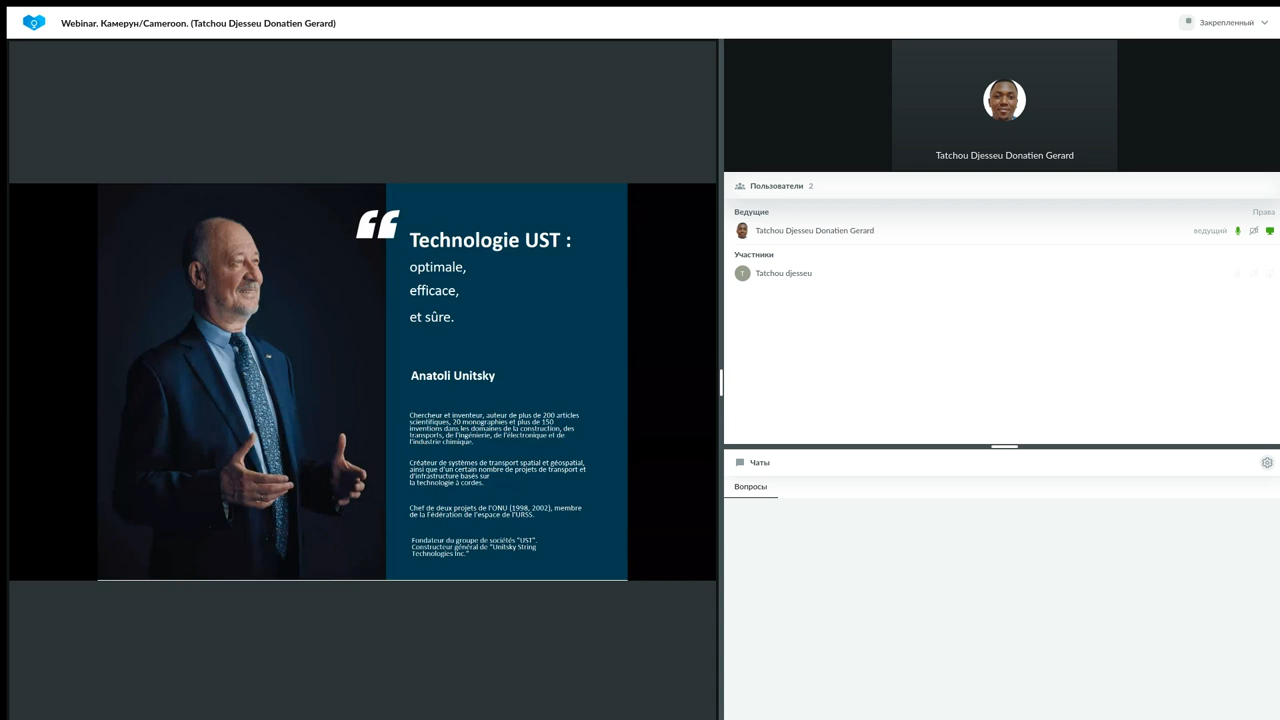 Webinar. Камерун/Cameroon. (Tatchou Djesseu Donatien Gerard)
Закрепленный
“
Technologie UST :
optimale,
efficace,
et sûre.
Anatoli Unitsky
Chercheur et inventeur, auteur de plus de 200 articles
scientifiques, 20 monographies et plus de 150
inventions dans les domaines de la construction, des
transports, de l'ingénierie, de l'électronique et de
l'industrie chimique.
Créateur de systèmes de transport spatial et géospatial,
ainsi que d'un certain nombre de projets de transport et
d'infrastructure basés sur
la technologie à cordes.
Chef de deux projets de l'ONU (1998, 2002), membre
de la Fédération de l'espace de l'URSS.
Fondateur du groupe de sociétés "UST".
Constructeur général de "Unitsky String
Technologies Inc."
Tatchou Djesseu Donatien Gerard
Пользователи 2
Ведущие Права
Tatchou Djesseu Donatien Gerard ведущий
Участники
T Tatchou djesseu
Чаты
Вопросы